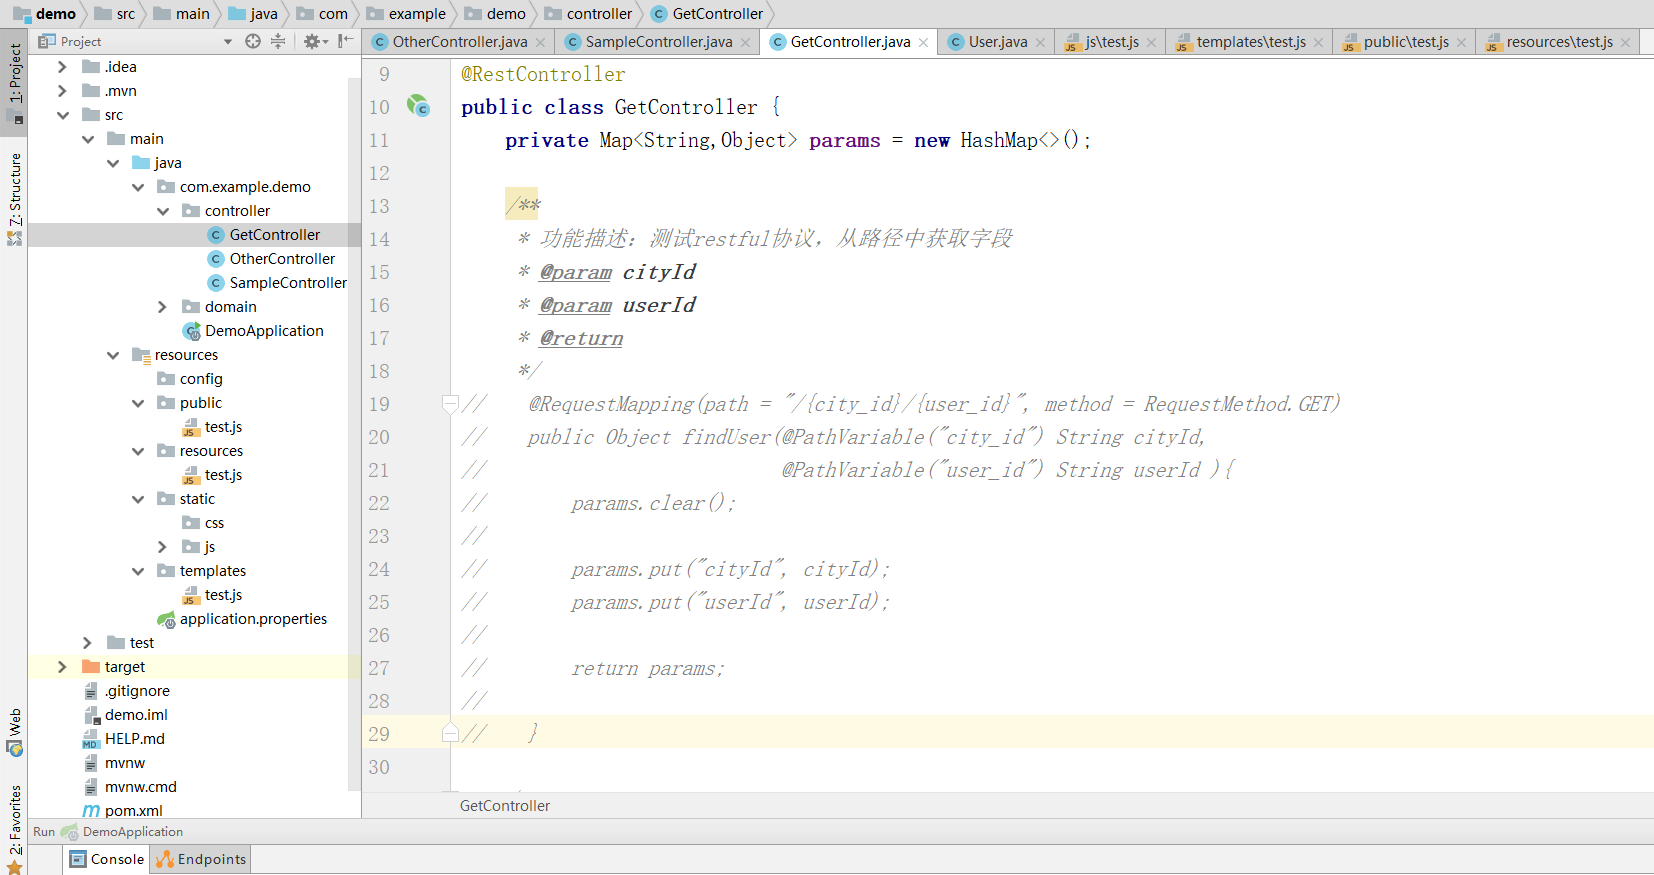 demo src main java com example demo controller GetController
Project
OtherController.java SampleController.java GetController.java User.java js\test.js templates\test.js public\test.js resources\test.js
1: Project
Z: Structure
Web
2: Favorites
.idea
.mvn
src
main
java
com.example.demo
controller
GetController
OtherController
SampleController
domain
DemoApplication
resources
config
public
test.js
resources
test.js
static
css
js
templates
test.js
application.properties
test
target
.gitignore
demo.iml
HELP.md
mvnw
mvnw.cmd
pom.xml
9 @RestController
10 public class GetController {
11 private Map<String,Object> params = new HashMap<>();
12
13 /**
14 * 功能描述：测试restful协议，从路径中获取字段
15 * @param cityId
16 * @param userId
17 * @return
18 */
19 // @RequestMapping(path = "/{city_id}/{user_id}", method = RequestMethod.GET)
20 // public Object findUser(@PathVariable("city_id") String cityId,
21 // @PathVariable("user_id") String userId ){
22 // params.clear();
23 //
24 // params.put("cityId", cityId);
25 // params.put("userId", userId);
26 //
27 // return params;
28 //
29 // }
30
GetController
Run DemoApplication
Console Endpoints